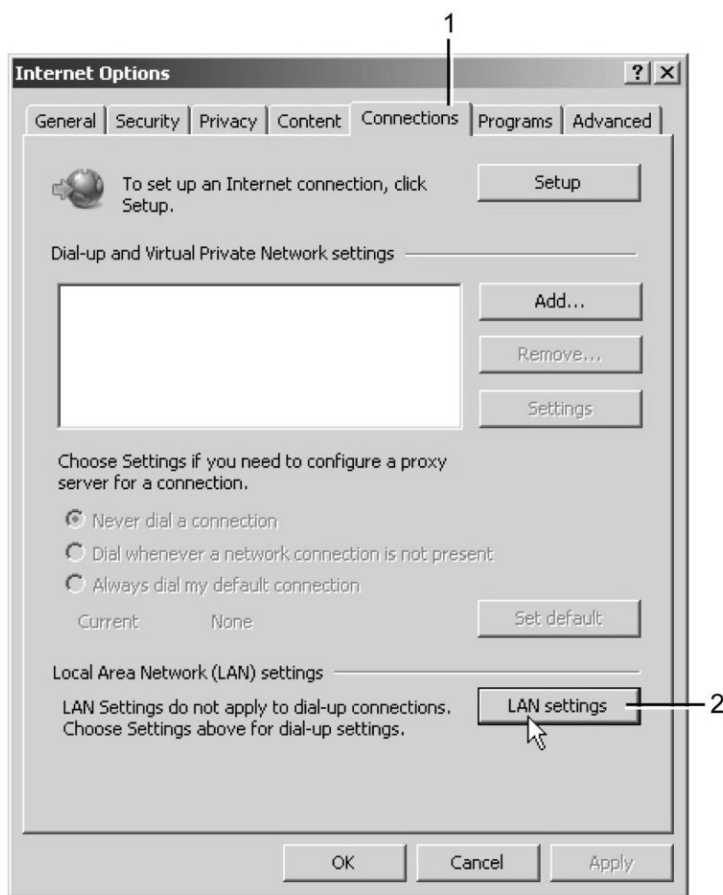 1
Internet Options
?
General Security Privacy Content Connections Programs Advanced
To set up an Internet connection, click
Setup.
Setup
Dial-up and Virtual Private Network settings
Add...
Remove...
Settings
Choose Settings if you need to configure a proxy
server for a connection.
Never dial a connection
Dial whenever a network connection is not present
Always dial my default connection
Current None
Set default
Local Area Network (LAN) settings
LAN Settings do not apply to dial-up connections.
Choose Settings above for dial-up settings.
LAN settings
2
OK Cancel Apply